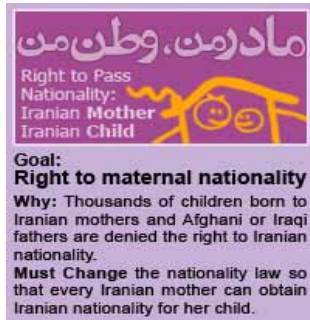 مادر من، وطن من
Right to Pass
Nationality:
Iranian Mother
Iranian Child
Goal:
Right to maternal nationality
Why: Thousands of children born to
Iranian mothers and Afghani or Iraqi
fathers are denied the right to Iranian
nationality.
Must Change the nationality law so
that every Iranian mother can obtain
Iranian nationality for her child.